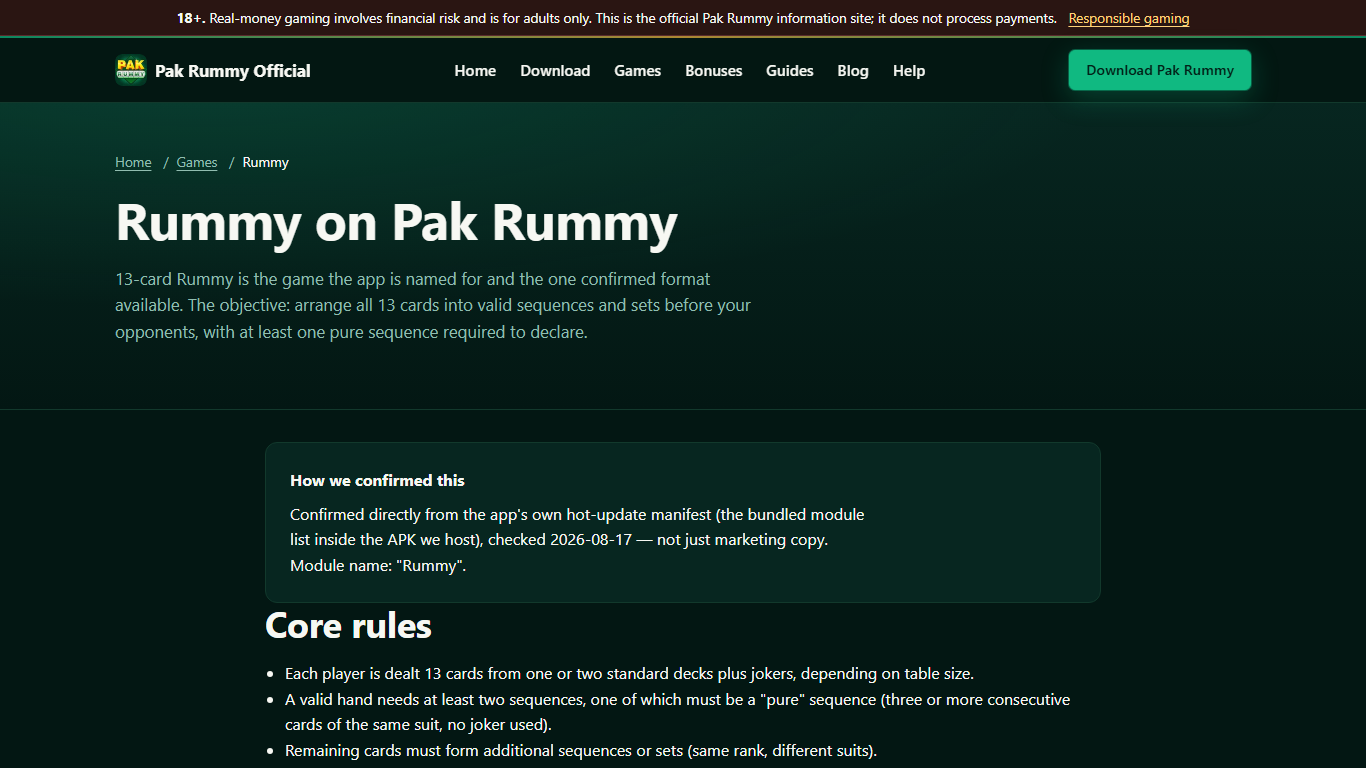 18+. Real-money gaming involves financial risk and is for adults only. This is the official Pak Rummy information site; it does not process payments. Responsible gaming
PAK
RUMMY
Pak Rummy Official
Home Download Games Bonuses Guides Blog Help
Download Pak Rummy
Home / Games / Rummy
Rummy on Pak Rummy
13-card Rummy is the game the app is named for and the one confirmed format
available. The objective: arrange all 13 cards into valid sequences and sets before your
opponents, with at least one pure sequence required to declare.
How we confirmed this
Confirmed directly from the app's own hot-update manifest (the bundled module
list inside the APK we host), checked 2026-08-17 — not just marketing copy.
Module name: "Rummy".
Core rules
• Each player is dealt 13 cards from one or two standard decks plus jokers, depending on table size.
• A valid hand needs at least two sequences, one of which must be a "pure" sequence (three or more consecutive
cards of the same suit, no joker used).
• Remaining cards must form additional sequences or sets (same rank, different suits).